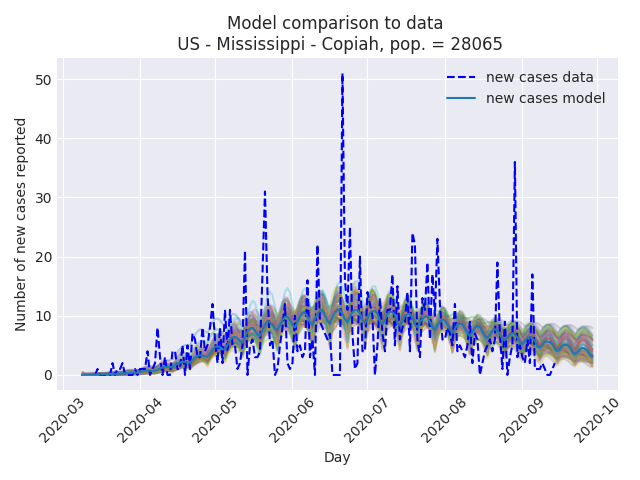 Model comparison to data
US - Mississippi - Copiah, pop. = 28065
new cases data
new cases model
Number of new cases reported
50
40
30
20
10
0
2020-03
2020-04
2020-05
2020-06
2020-07
2020-08
2020-09
2020-10
Day